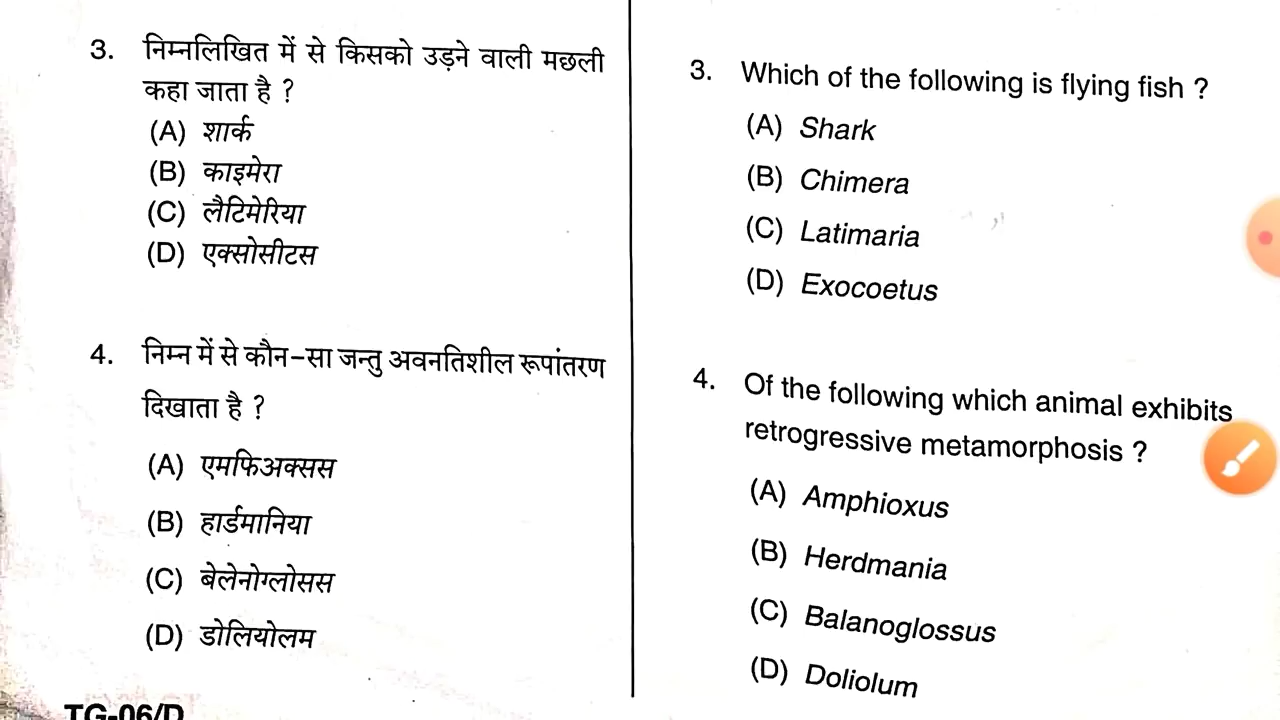 3. निम्नलिखित में से किसको उड़ने वाली मछली
कहा जाता है ?
(A) शार्क
(B) काइमेरा
(C) लैटिमेरिया
(D) एक्सोसीटस
4. निम्न में से कौन-सा जन्तु अवनतिशील रूपांतरण
दिखाता है ?
(A) एमफिअक्सस
(B) हार्डमानिया
(C) बेलेनोग्लोसस
(D) डोलियोलम
TG-06/D
3. Which of the following is flying fish ?
(A) Shark
(B) Chimera
(C) Latimaria
(D) Exocoetus
4. Of the following which animal exhibits
retrogressive metamorphosis ?
(A) Amphioxus
(B) Herdmania
(C) Balanoglossus
(D) Doliolum